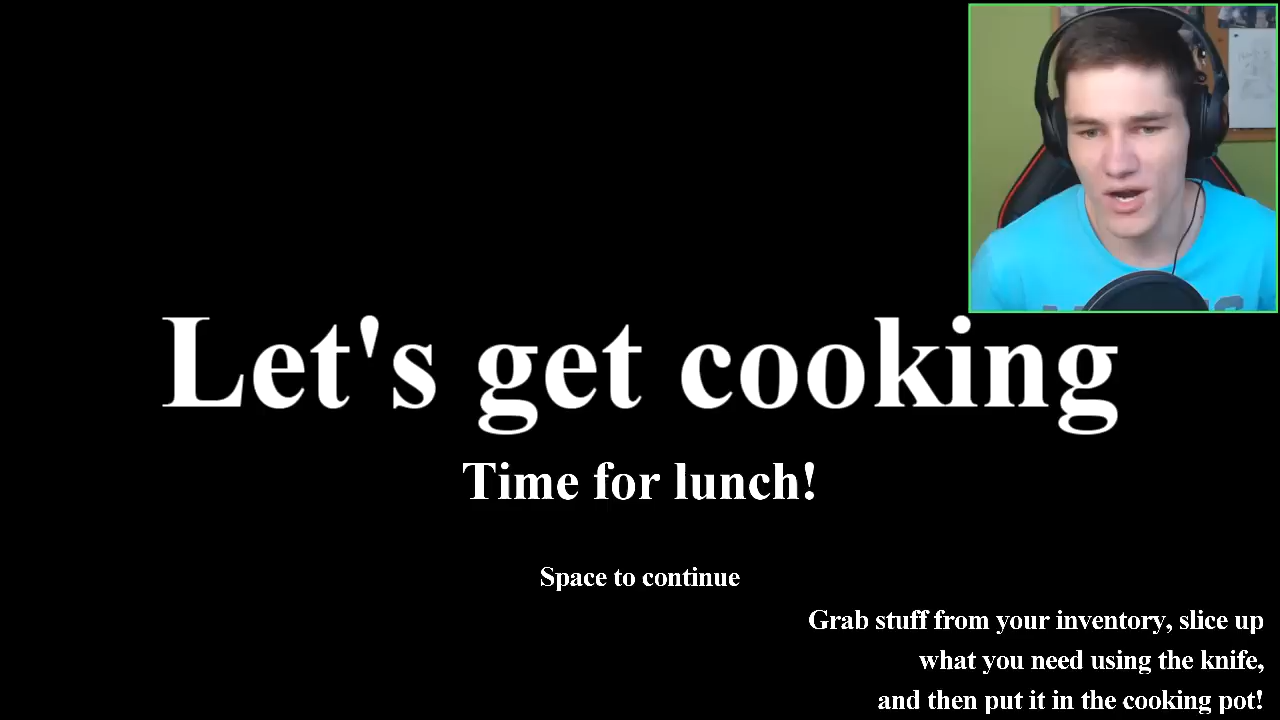 Let's get cooking
Time for lunch!
Space to continue
Grab stuff from your inventory, slice up
what you need using the knife,
and then put it in the cooking pot!